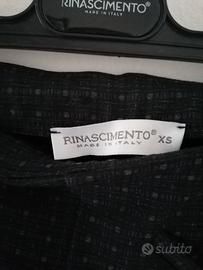 RINASCIMENTO
MADE IN ITALY
RINASCIMENTO®
MADE IN ITALY
XS
subito